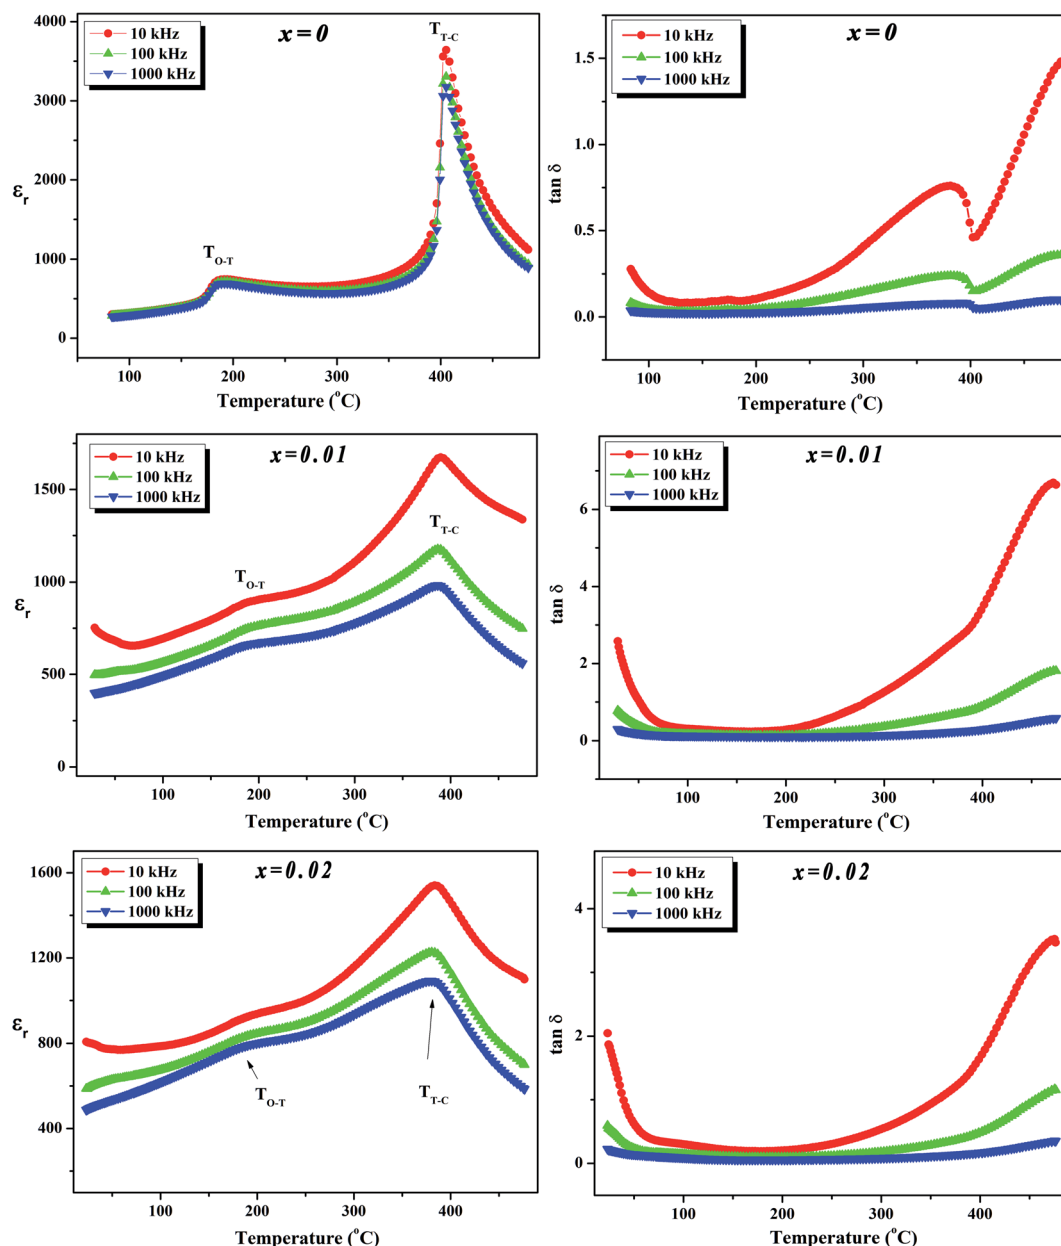 x=0
10 kHz
100 kHz
1000 kHz
T_T-C
T_O-T
ε_r
4000
3000
2000
1000
0
100
200
300
400
500
Temperature (°C)
x=0
10 kHz
100 kHz
1000 kHz
tan δ
1.5
1.0
0.5
0.0
100
200
300
400
Temperature (°C)
x=0.01
10 kHz
100 kHz
1000 kHz
T_T-C
T_O-T
ε_r
1500
1000
500
0
100
200
300
400
Temperature (°C)
x=0.01
10 kHz
100 kHz
1000 kHz
tan δ
6
4
2
0
100
200
300
400
Temperature (°C)
x=0.02
10 kHz
100 kHz
1000 kHz
ε_r
1600
1200
800
400
T_O-T
T_T-C
100
200
300
400
Temperature (°C)
x=0.02
10 kHz
100 kHz
1000 kHz
tan δ
4
2
0
100
200
300
400
Temperature (°C)